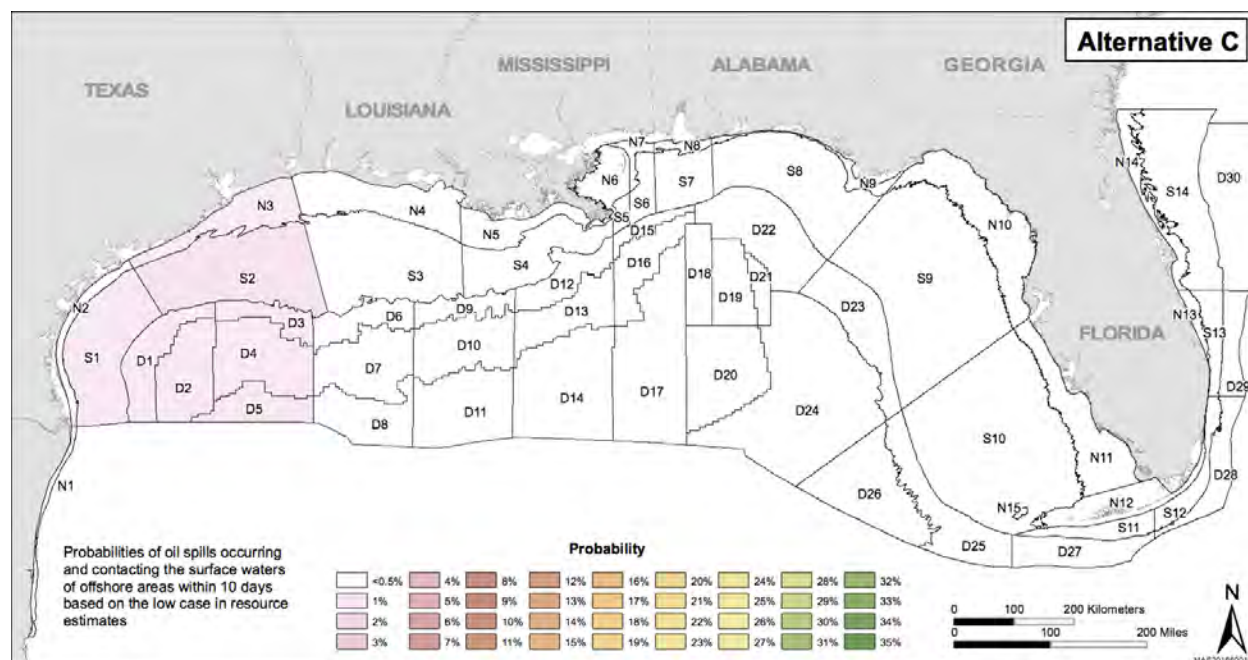 Alternative C
MISSISSIPPI ALABAMA GEORGIA
TEXAS
LOUISIANA
N7
N8
N14
N6 S7 S8 N9 S14 D30
N3 N4 S6 N10
S5
N5 D15
D22
S2 S3 S4 D16 S9
D12 D18 D21
N2 D19 N13
D3 D6 D9 D13 D23 S13
FLORIDA
S1 D1 D4 D10
D7
D2 D20 D29
D5 D8 D11 D14 D17 D24
S10
N11
D28
N1 D26 N15 N12
S12
S11
D25 D27
Probabilities of oil spills occurring
and contacting the surface waters
of offshore areas within 10 days
based on the low case in resource
estimates
Probability
<0.5% 4% 8% 12% 16% 20% 24% 28% 32%
1% 5% 9% 13% 17% 21% 25% 29% 33%
2% 6% 10% 14% 18% 22% 26% 30% 34%
3% 7% 11% 15% 19% 23% 27% 31% 35%
0 100 200 Kilometers
0 100 200 Miles
N